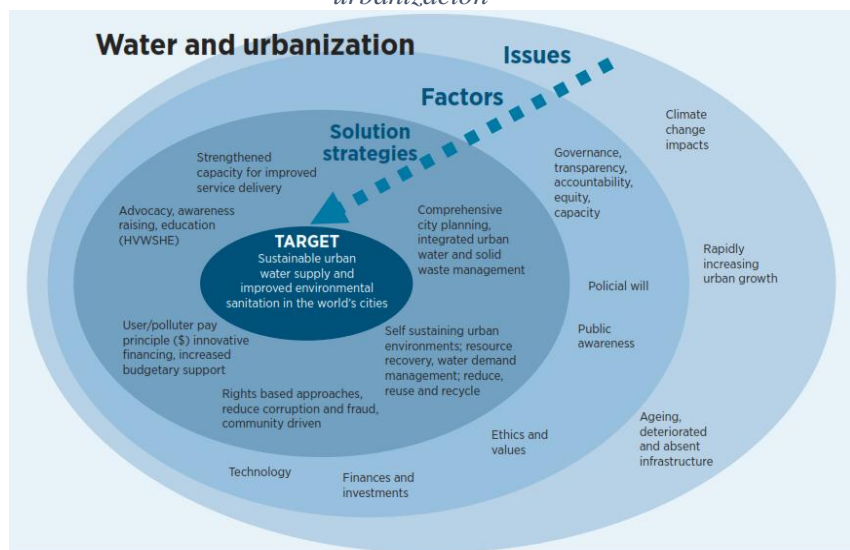 urbanización
Water and urbanization
Issues
Factors
Solution
strategies
Climate
change
impacts
Strengthened
capacity for improved
service delivery
Governance,
transparency,
accountability,
equity,
capacity
Advocacy, awareness
raising, education
(HVWSHE)
Comprehensive
city planning,
integrated urban
water and solid
waste management
TARGET
Sustainable urban
water supply and
improved environmental
sanitation in the world's cities
Rapidly
increasing
urban growth
Policial will
User/polluter pay
principle ($) innovative
financing, increased
budgetary support
Self sustaining urban
environments; resource
recovery, water demand
management; reduce,
reuse and recycle
Public
awareness
Rights based approaches,
reduce corruption and fraud,
community driven
Ethics and
values
Ageing,
deteriorated
and absent
infrastructure
Technology
Finances and
investments